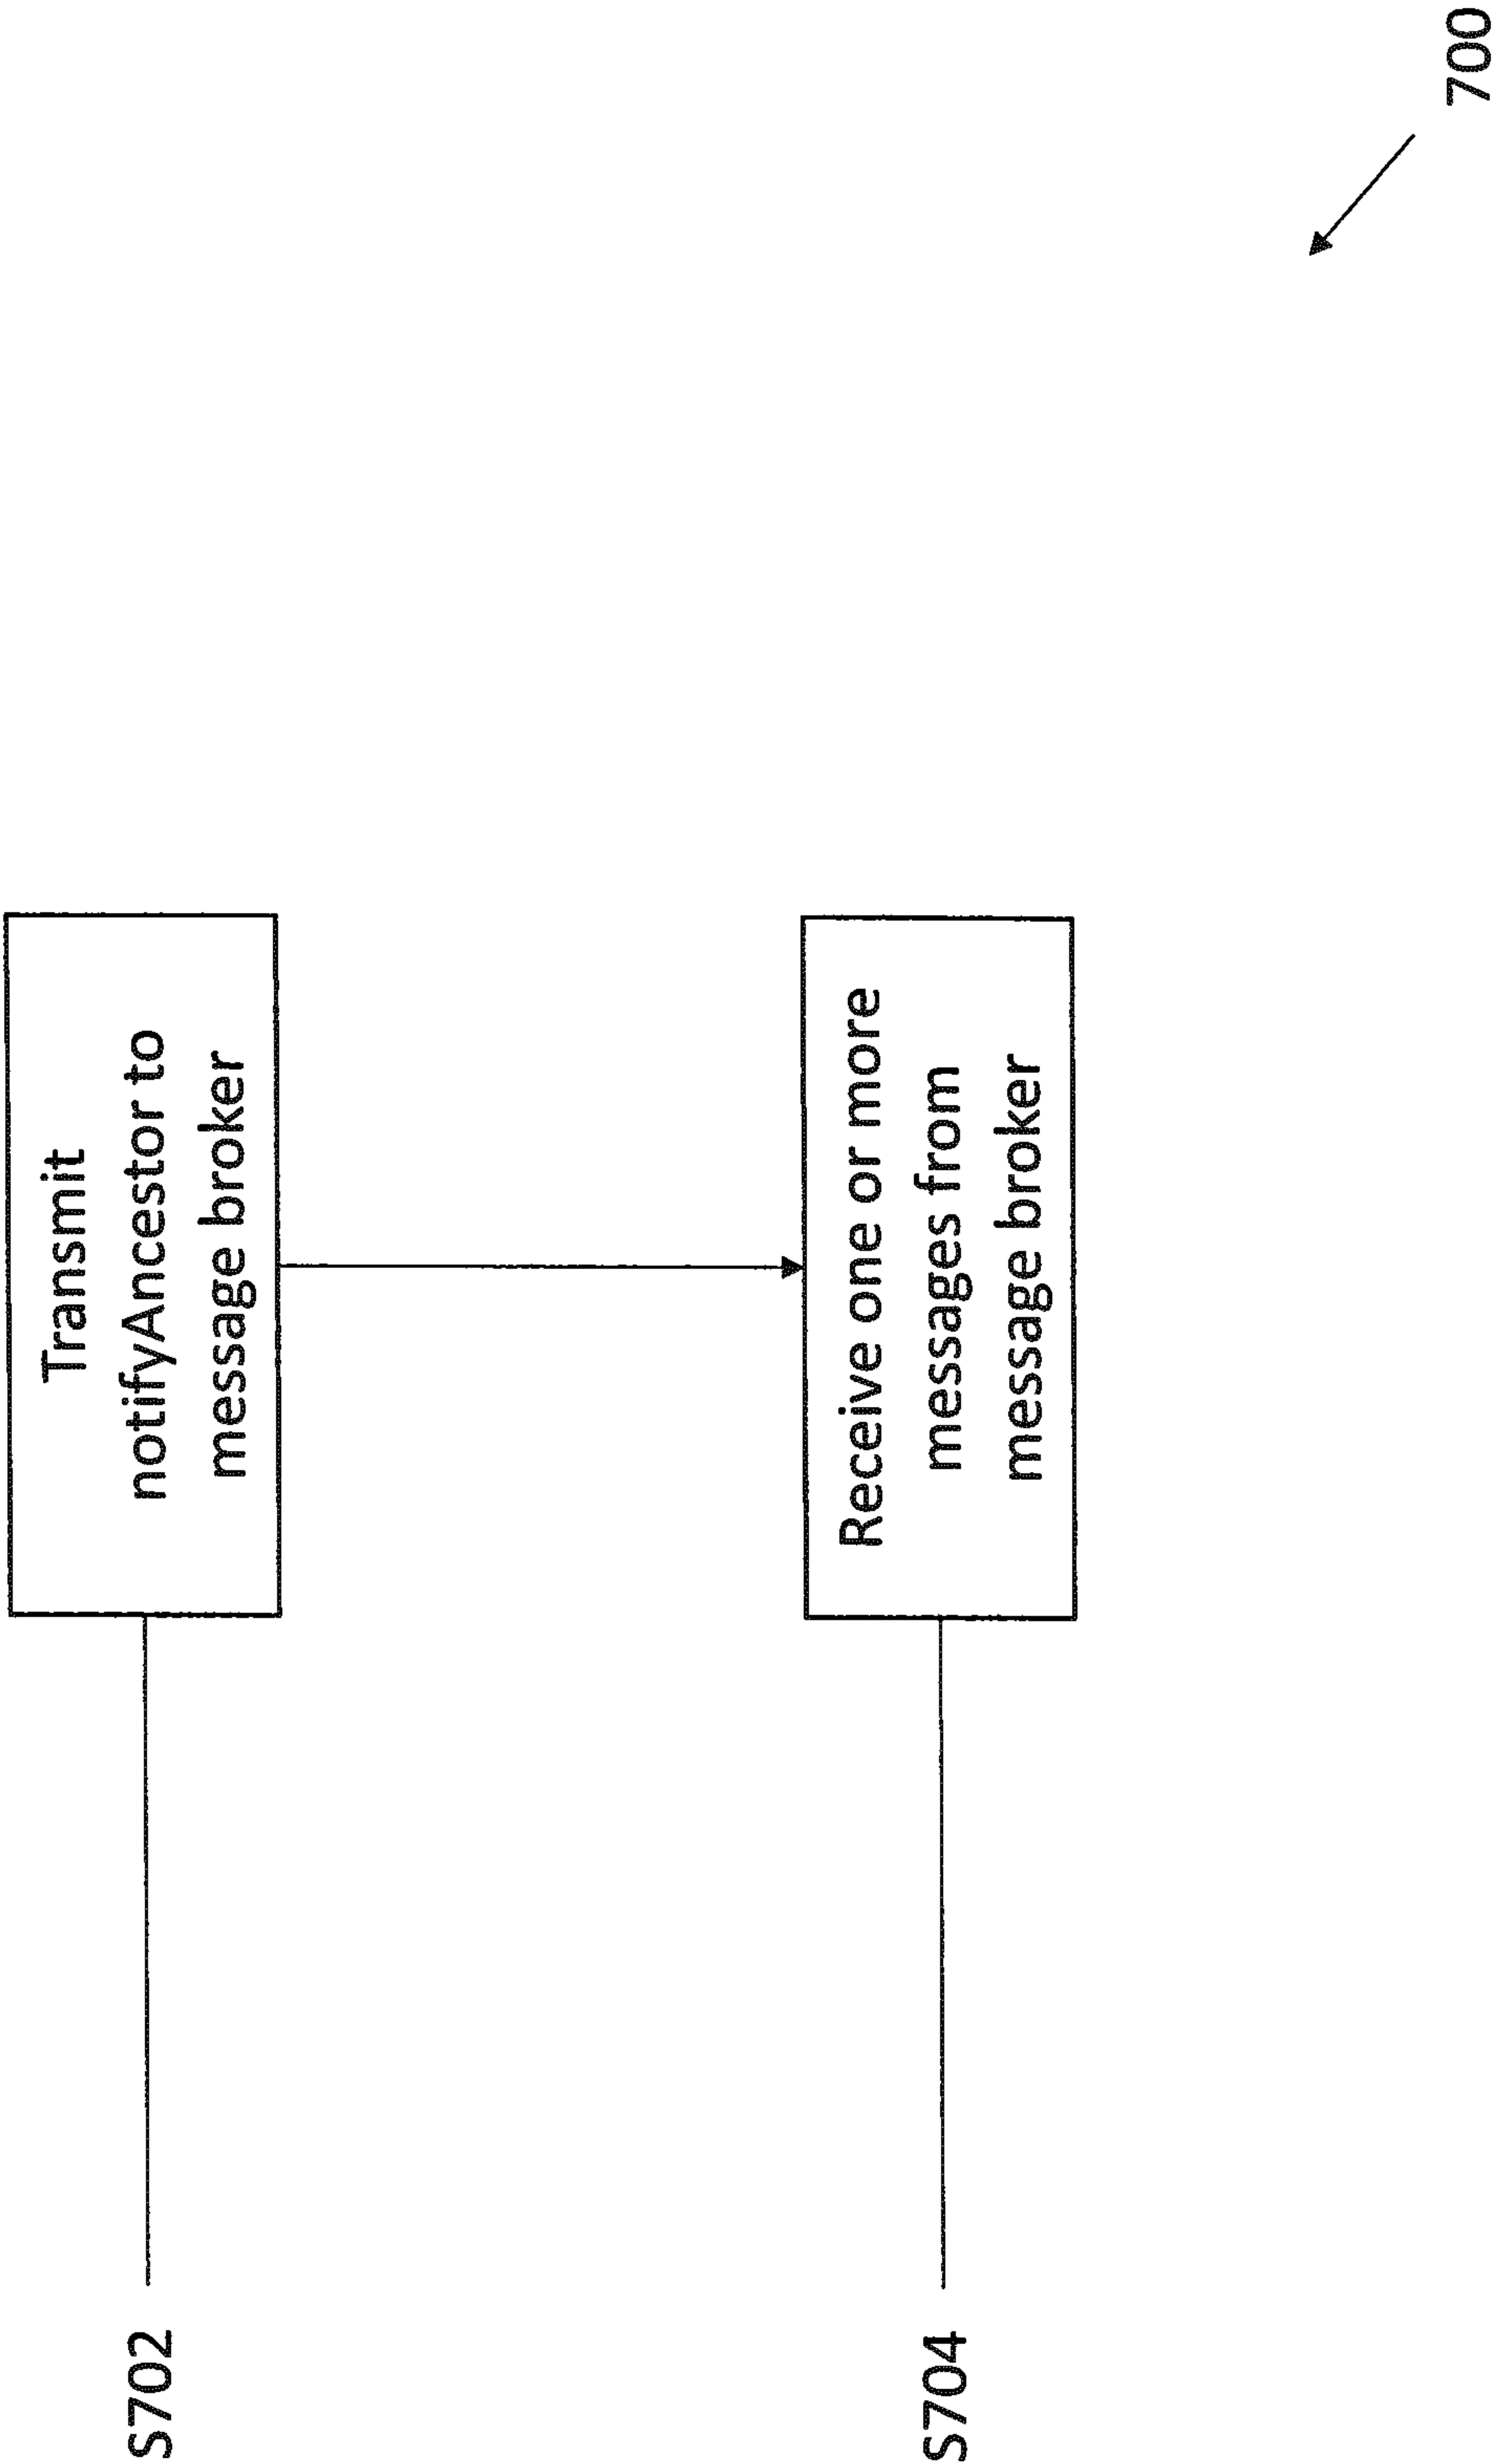 S702
Transmit
notifyAncestor to
message broker
S704
Receive one or more
messages from
message broker
700